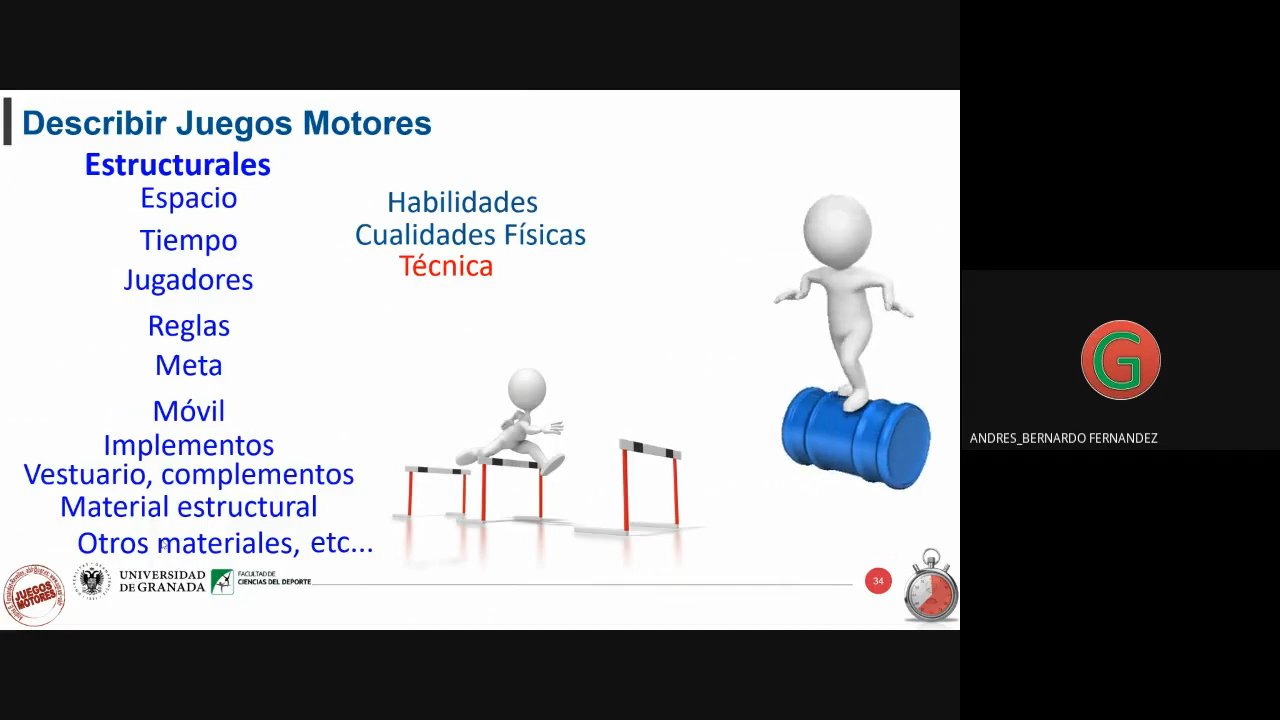 Describir Juegos Motores
Estructurales
Espacio
Tiempo
Jugadores
Reglas
Meta
Móvil
Implementos
Vestuario, complementos
Material estructural
Otros materiales, etc...
Habilidades
Cualidades Físicas
Técnica
JUEGOS
MOTORES
UNIVERSIDAD
DE GRANADA
FACULTAD DE
CIENCIAS DEL DEPORTE
34
G
ANDRES_BERNARDO FERNANDEZ